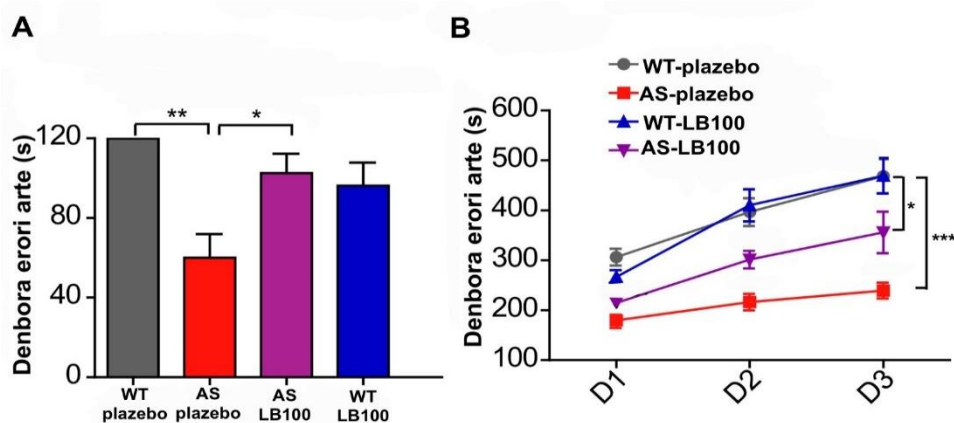 A
Denbora erori arte (s)
120
80
40
0
**
*
WT
plazebo
AS
plazebo
AS
LB100
WT
LB100
B
WT-plazebo
AS-plazebo
WT-LB100
AS-LB100
Denbora erori arte (s)
600
500
400
300
200
100
*
***
D1
D2
D3